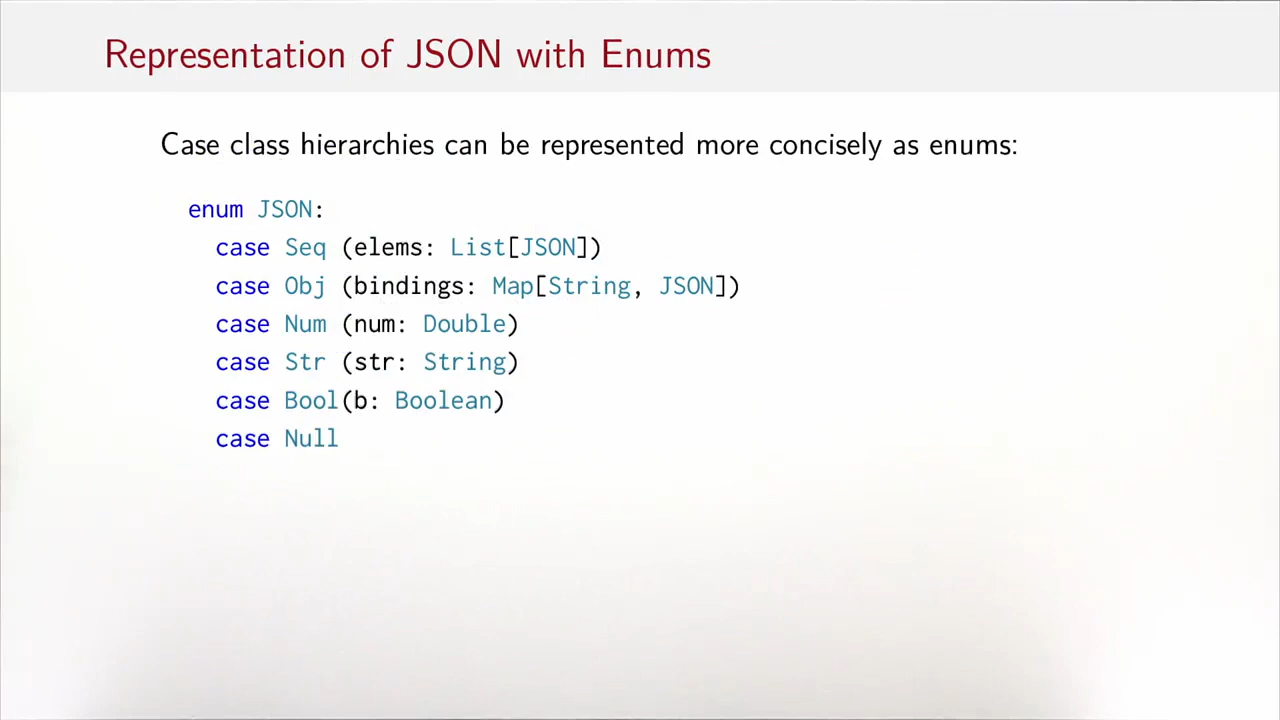 Representation of JSON with Enums
Case class hierarchies can be represented more concisely as enums:
enum JSON:
  case Seq (elems: List[JSON])
  case Obj (bindings: Map[String, JSON])
  case Num (num: Double)
  case Str (str: String)
  case Bool(b: Boolean)
  case Null